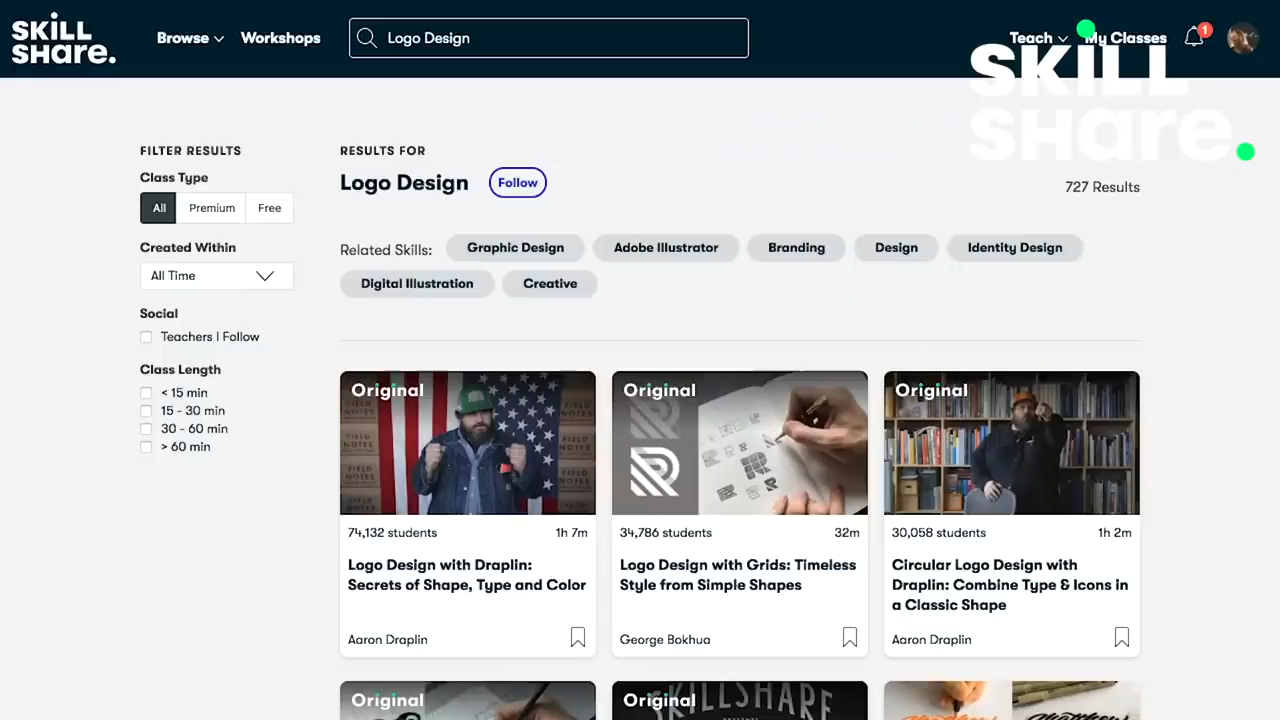 SKILL
SHare.
Browse
Workshops
Logo Design
Teach
My Classes
1
SKILL
SHare.
FILTER RESULTS
Class Type
All
Premium
Free
Created Within
All Time
Social
Teachers I Follow
Class Length
< 15 min
15 - 30 min
30 - 60 min
> 60 min
RESULTS FOR
Logo Design
Follow
727 Results
Related Skills:
Graphic Design
Adobe Illustrator
Branding
Design
Identity Design
Digital Illustration
Creative
Original
FIELD NOTES
74,132 students
1h 7m
Logo Design with Draplin:
Secrets of Shape, Type and Color
Aaron Draplin
Original
34,786 students
32m
Logo Design with Grids: Timeless
Style from Simple Shapes
George Bokhua
Original
30,058 students
1h 2m
Circular Logo Design with
Draplin: Combine Type & Icons in
a Classic Shape
Aaron Draplin
Original
Original
SKILLSHARE